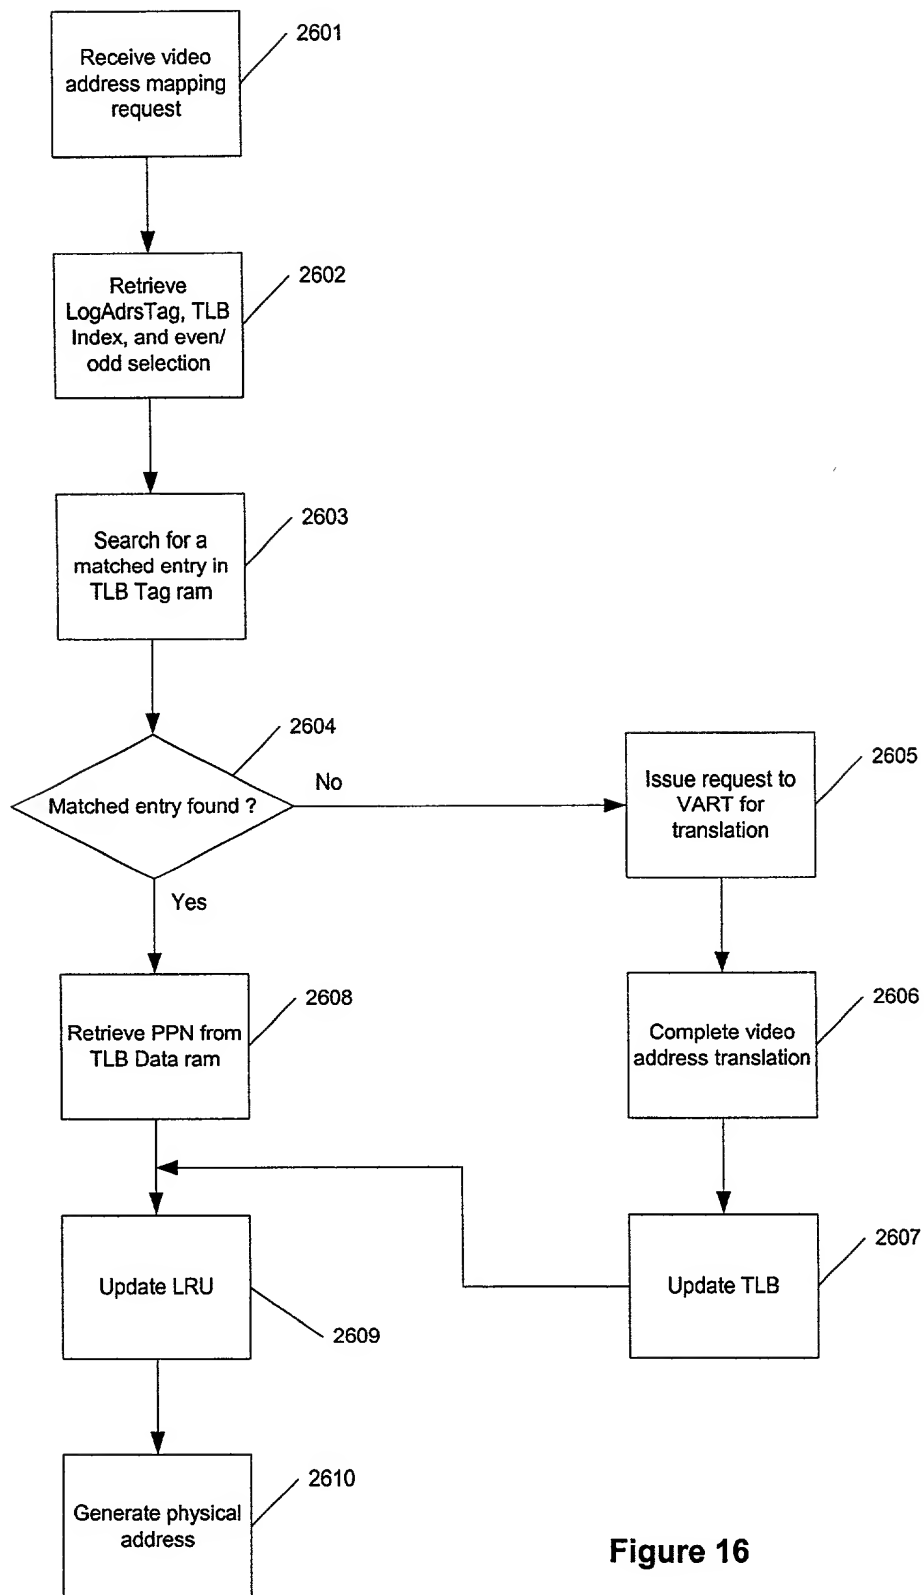 2601
Receive video
address mapping
request
2602
Retrieve
LogAdrsTag, TLB
Index, and even/
odd selection
2603
Search for a
matched entry in
TLB Tag ram
2604
Matched entry found ?
No
Yes
2605
Issue request to
VART for
translation
2608
Retrieve PPN from
TLB Data ram
2606
Complete video
address translation
Update LRU
2609
2607
Update TLB
2610
Generate physical
address
Figure 16